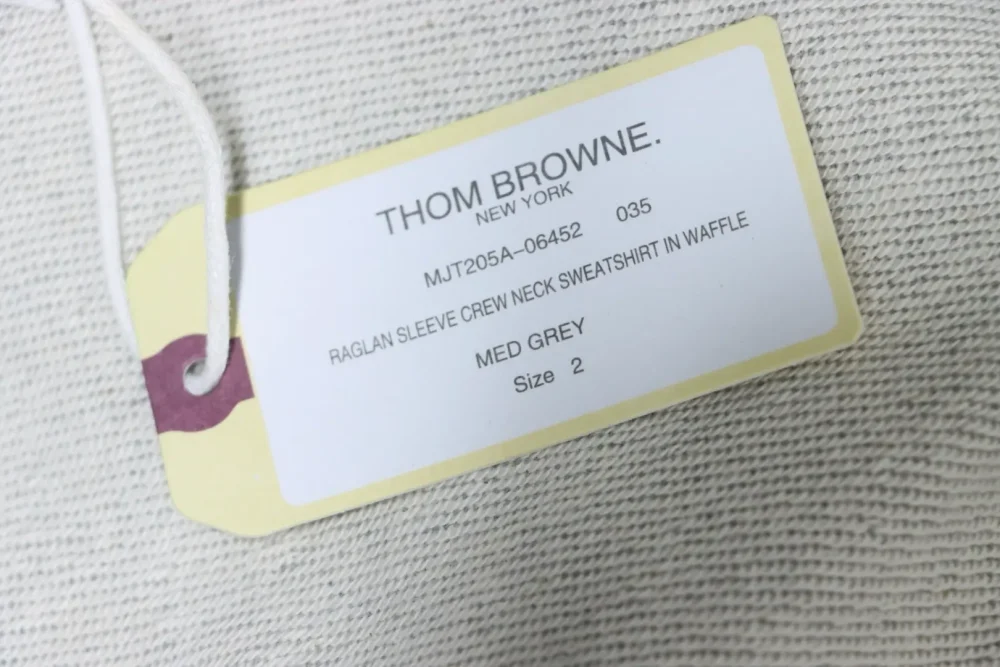 THOM BROWNE.
NEW YORK
MJT205A-06452 035
RAGLAN SLEEVE CREW NECK SWEATSHIRT IN WAFFLE
MED GREY
Size 2